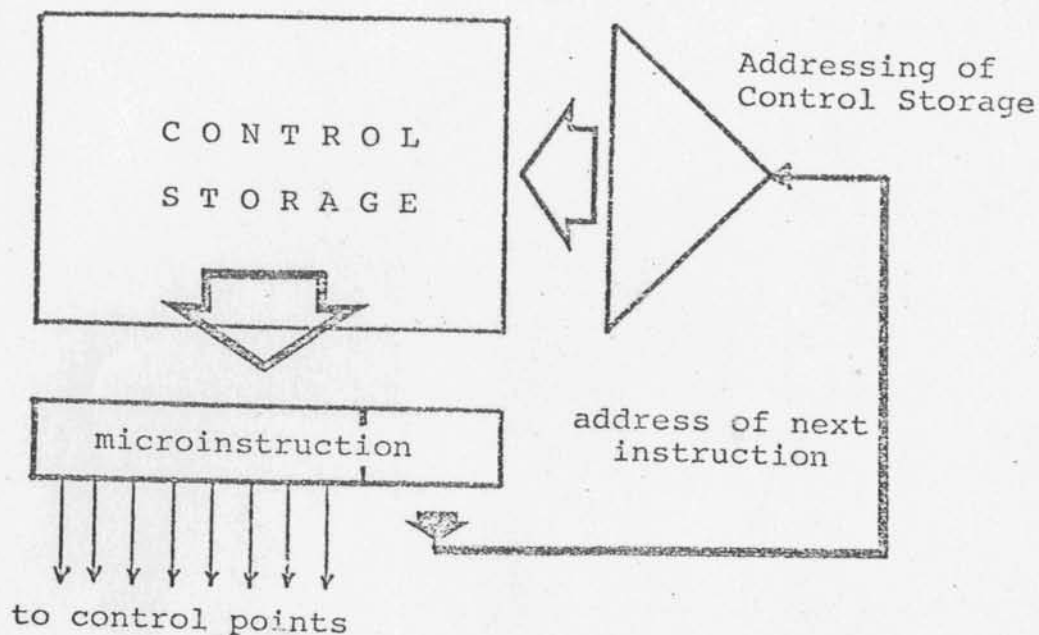 Addressing of
Control Storage
C O N T R O L
S T O R A G E
microinstruction
address of next
instruction
to control points